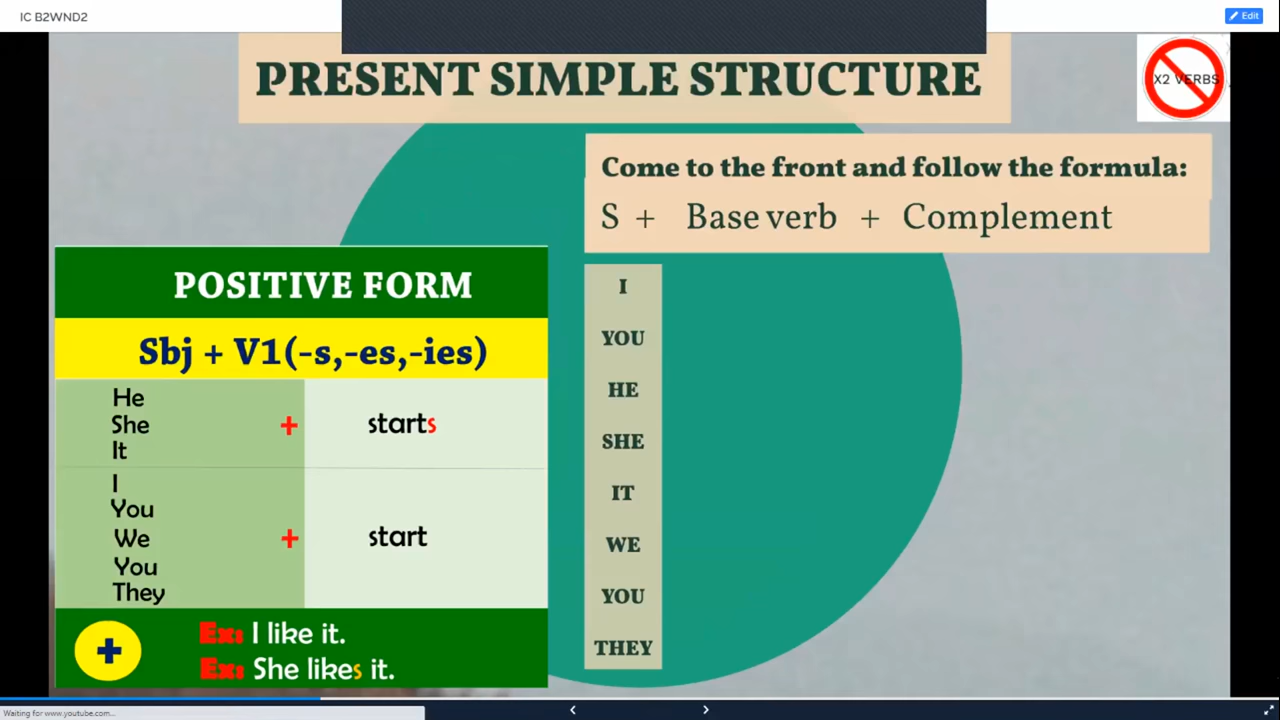 IC B2WND2
Edit
PRESENT SIMPLE STRUCTURE
X2 VERBS
Come to the front and follow the formula:
S + Base verb + Complement
POSITIVE FORM
Sbj + V1(-s,-es,-ies)
He
She
It
+ starts
I
You
We
You
They
+ start
+
Ex: I like it.
Ex: She likes it.
I
YOU
HE
SHE
IT
WE
YOU
THEY
Waiting for www.youtube.com...